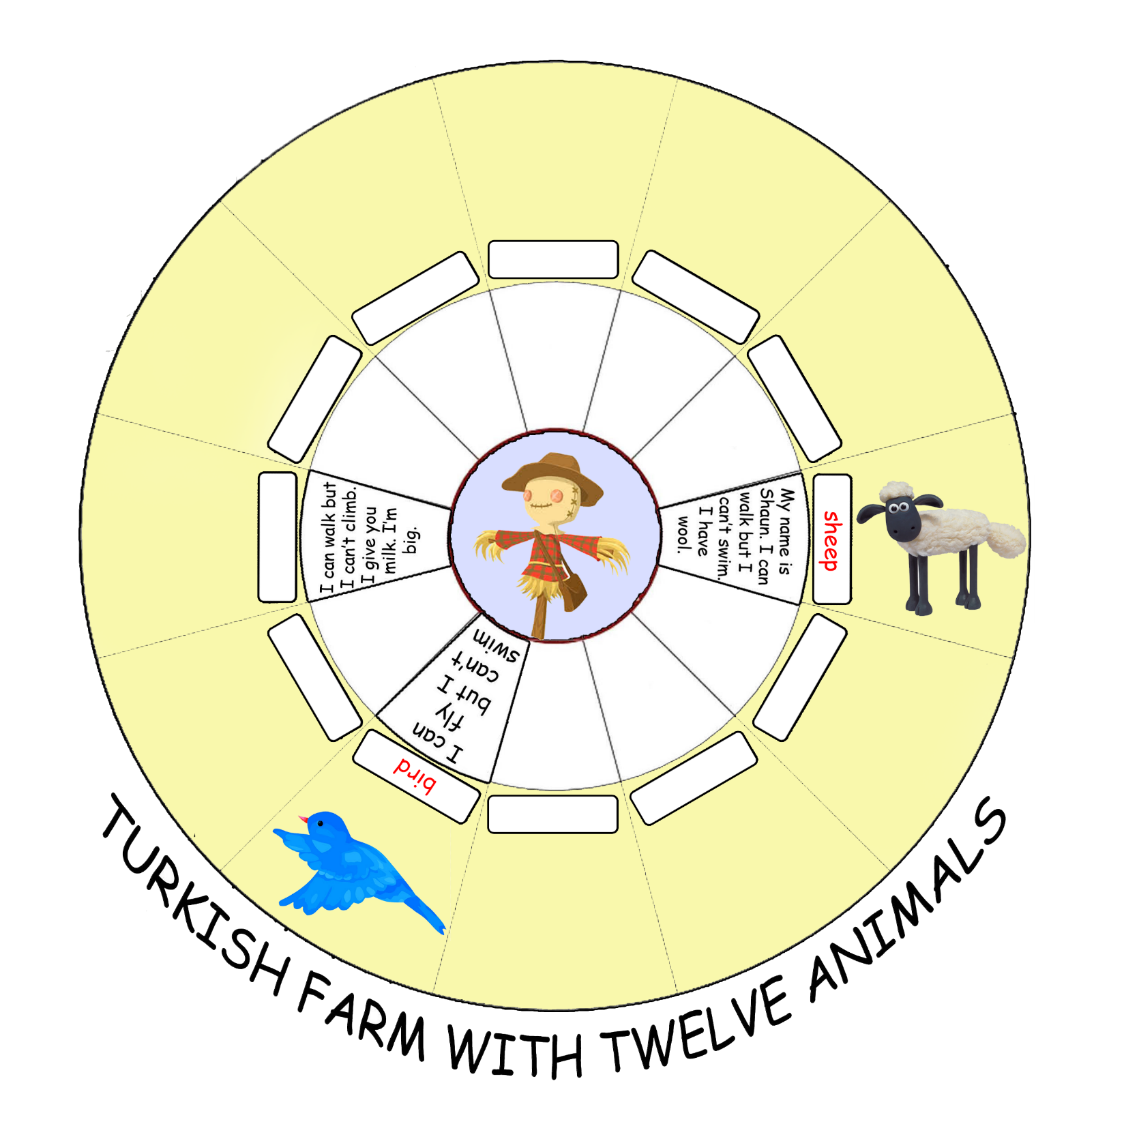 I can walk but
I can't climb.
I give you
milk. I'm
big.
My name is
Shaun. I can
walk but I
can't swim.
I have
wool.
sheep
I can
fly
but I
can't
swim
bird
TURKISH FARM WITH TWELVE ANIMALS